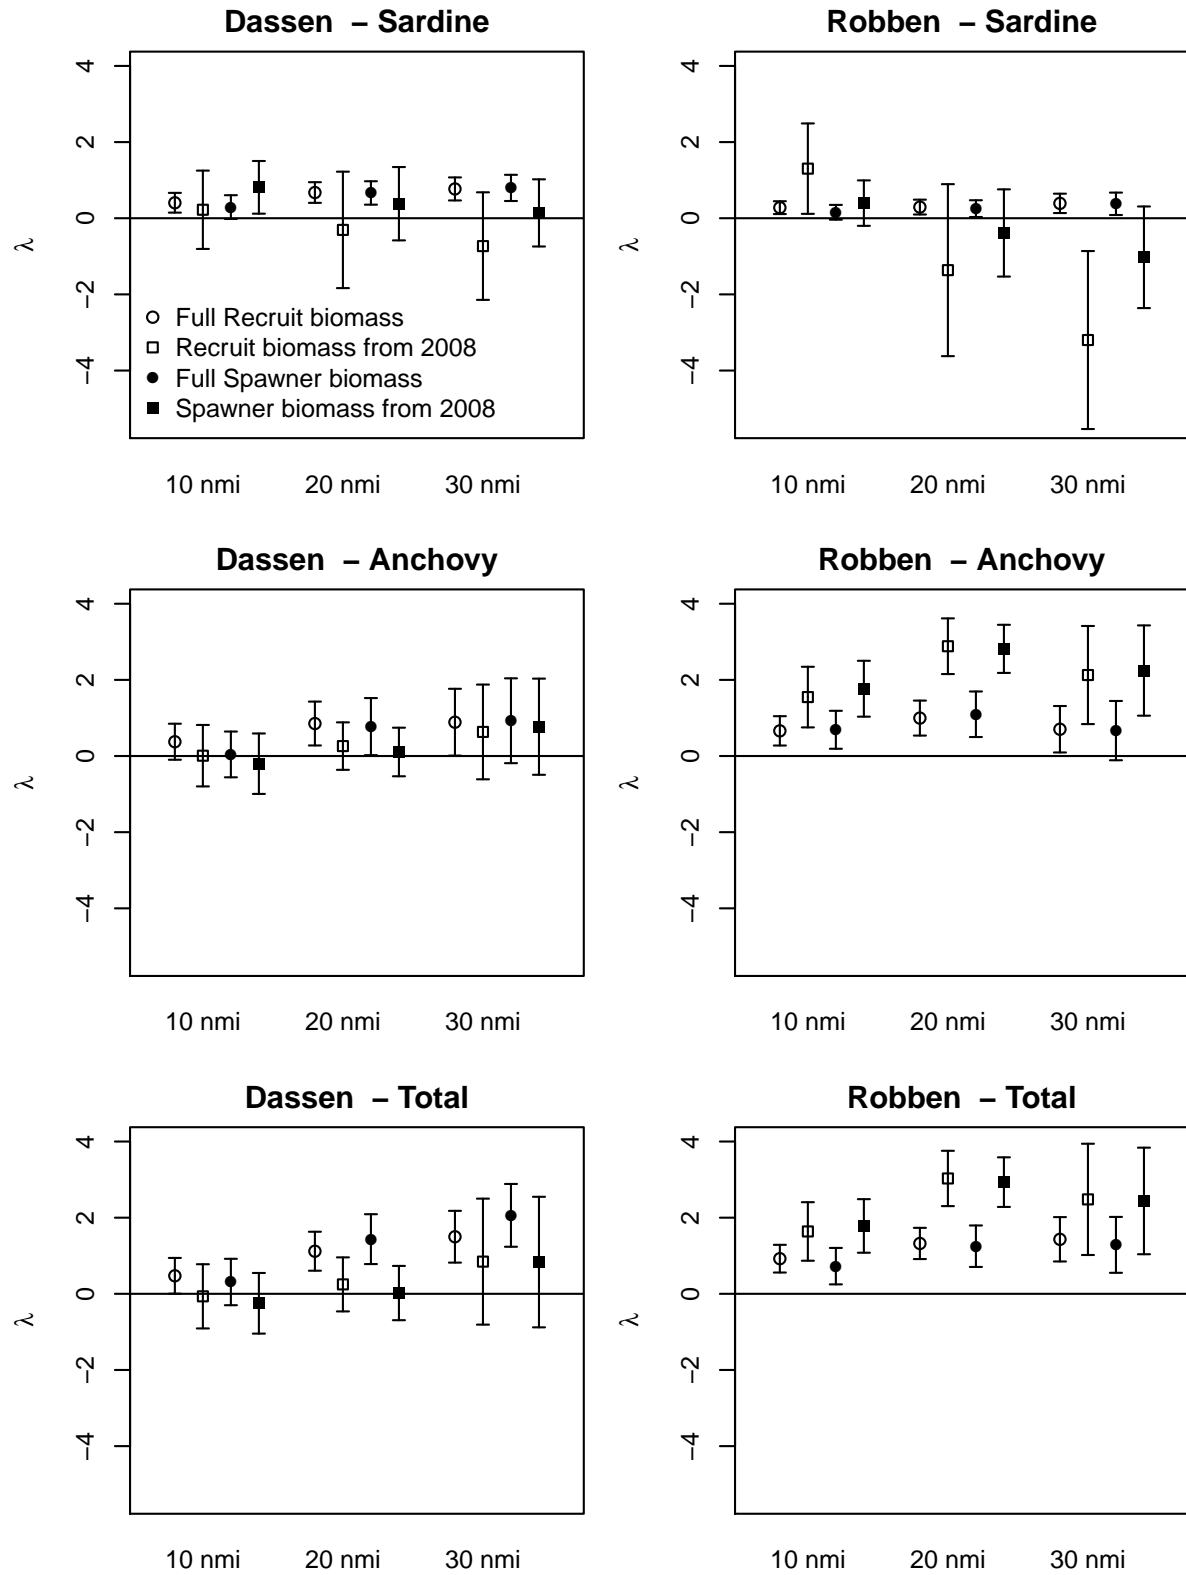 Dassen – Sardine
4
2
0
−2
−4
λ
Full Recruit biomass
Recruit biomass from 2008
Full Spawner biomass
Spawner biomass from 2008
10 nmi 20 nmi 30 nmi
Robben – Sardine
4
2
0
−2
−4
λ
10 nmi 20 nmi 30 nmi
Dassen – Anchovy
4
2
0
−2
−4
λ
10 nmi 20 nmi 30 nmi
Robben – Anchovy
4
2
0
−2
−4
λ
10 nmi 20 nmi 30 nmi
Dassen – Total
4
2
0
−2
−4
λ
10 nmi 20 nmi 30 nmi
Robben – Total
4
2
0
−2
−4
λ
10 nmi 20 nmi 30 nmi